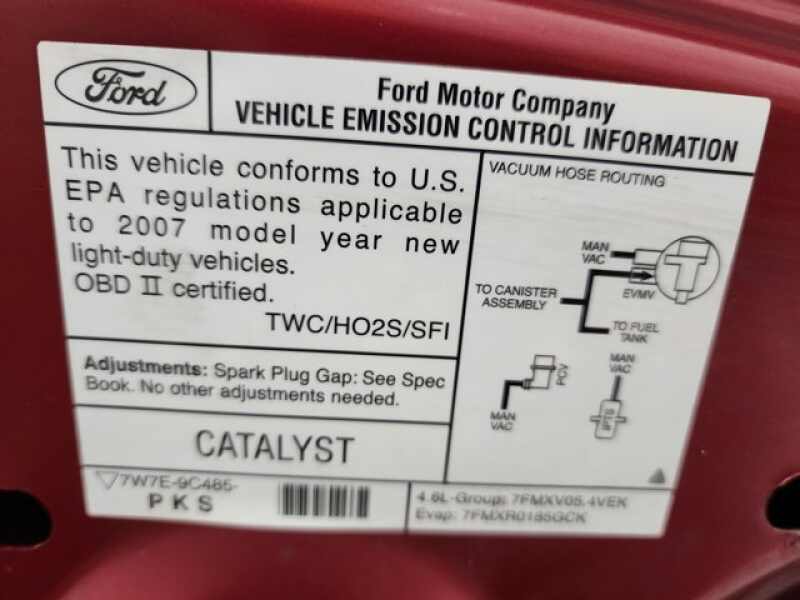 Ford
Ford Motor Company
VEHICLE EMISSION CONTROL INFORMATION
This vehicle conforms to U.S.
EPA regulations applicable
to 2007 model year new
light-duty vehicles.
OBD II certified.
TWC/HO2S/SFI
Adjustments: Spark Plug Gap: See Spec
Book. No other adjustments needed.
CATALYST
7W7E-9C485-
PKS
VACUUM HOSE ROUTING
MAN
VAC
EVMV
TO CANISTER
ASSEMBLY
TO FUEL
TANK
PCV
MAN
VAC
MAN
VAC
4.6L-Group: 7FMXV05.4VEK
Evap: 7FMXR0185GCK